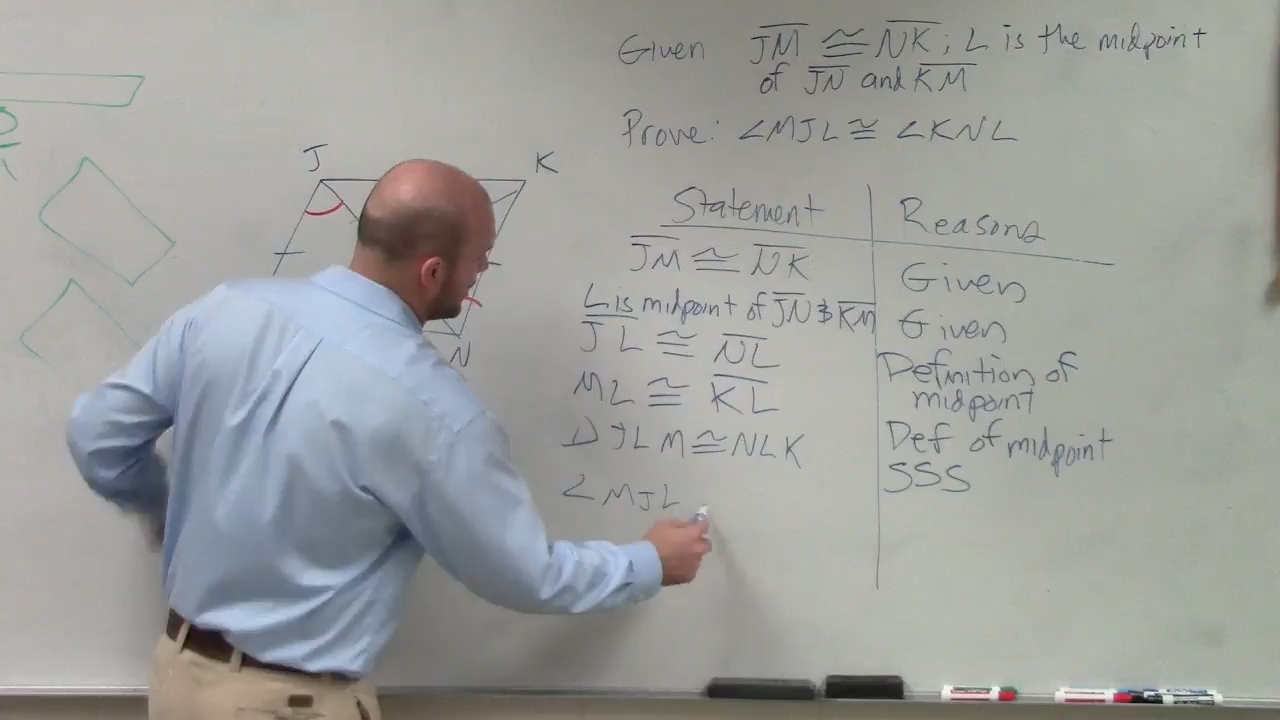 Given JM ≅ NK; L is the midpoint
of JN and KM
Prove: ∠MJL ≅ ∠KNL
J
K
N
Statement
Reasons
JM ≅ NK
Given
L is midpoint of JN & KM
Given
JL ≅ NL
Definition of
midpoint
ML ≅ KL
Def of midpoint
△JLM ≅ NLK
SSS
∠MJL